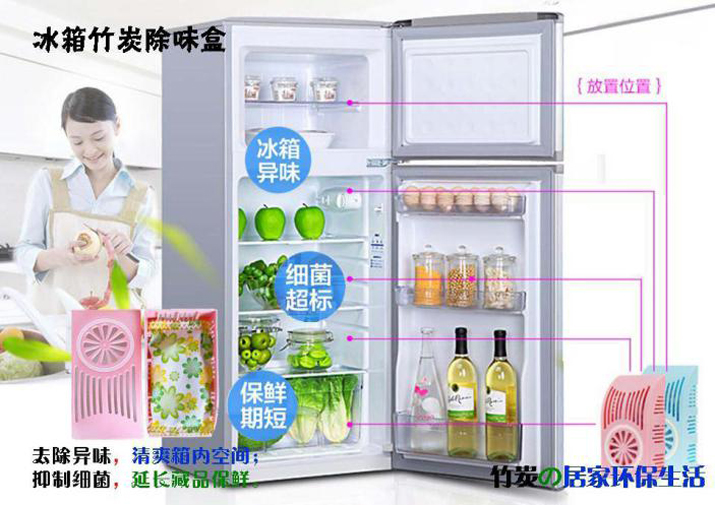 冰箱竹炭除味盒
{ 放置位置 }
冰箱
异味
细菌
超标
保鲜
期短
去除异味，清爽箱内空间；
抑制细菌，延长减品保鲜。
竹炭の居家环保生活